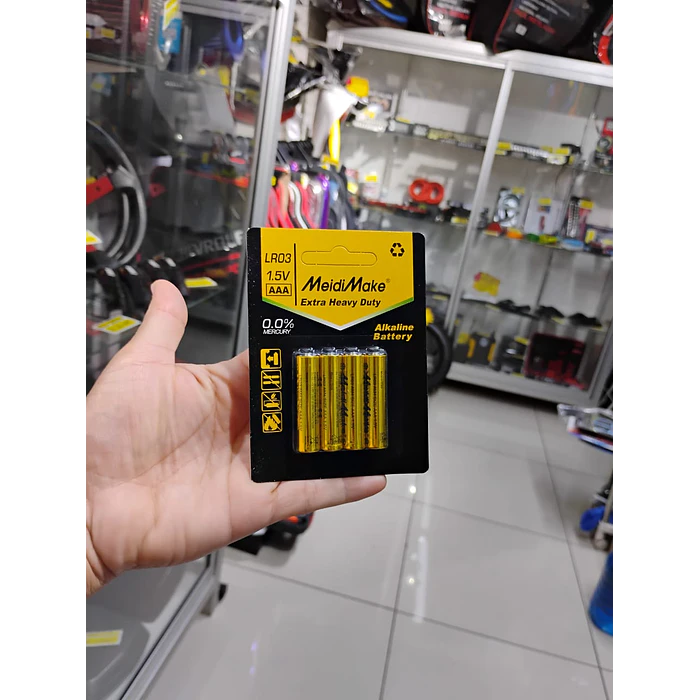 LR03
1.5V
AAA
MeidiMake®
Extra Heavy Duty
0.0%
MERCURY
Alkaline
Battery